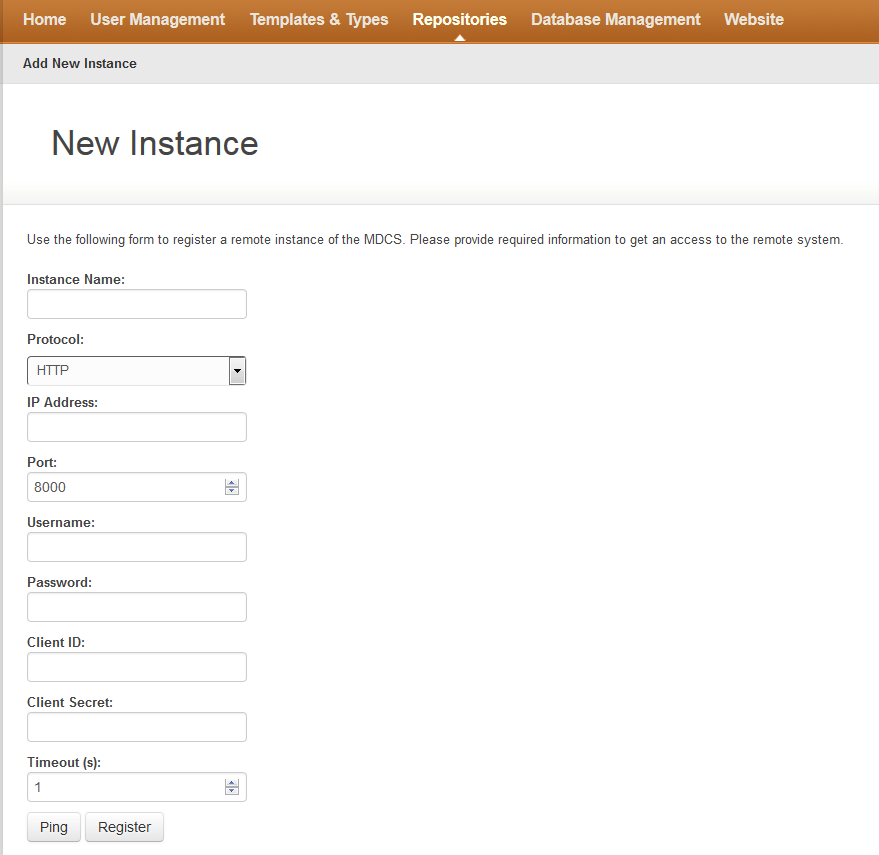 Home User Management Templates & Types Repositories Database Management Website
Add New Instance
New Instance
Use the following form to register a remote instance of the MDCS. Please provide required information to get an access to the remote system.
Instance Name:
Protocol:
HTTP
IP Address:
Port:
8000
Username:
Password:
Client ID:
Client Secret:
Timeout (s):
1
Ping Register